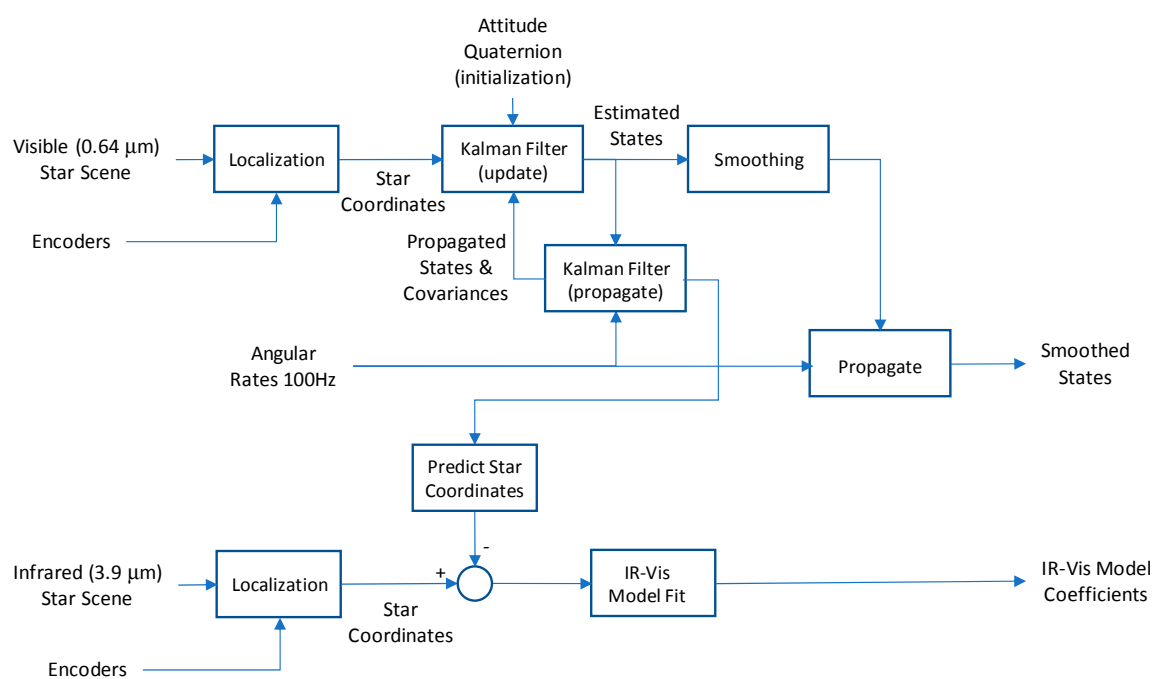 Attitude
Quaternion
(initialization)
Visible (0.64 μm)
Star Scene
Localization
Star
Coordinates
Kalman Filter
(update)
Estimated
States
Smoothing
Encoders
Propagated
States &
Covariances
Kalman Filter
(propagate)
Angular
Rates 100Hz
Propagate
Smoothed
States
Predict Star
Coordinates
-
Infrared (3.9 μm)
Star Scene
Localization
+
Star
Coordinates
IR-Vis
Model Fit
IR-Vis Model
Coefficients
Encoders